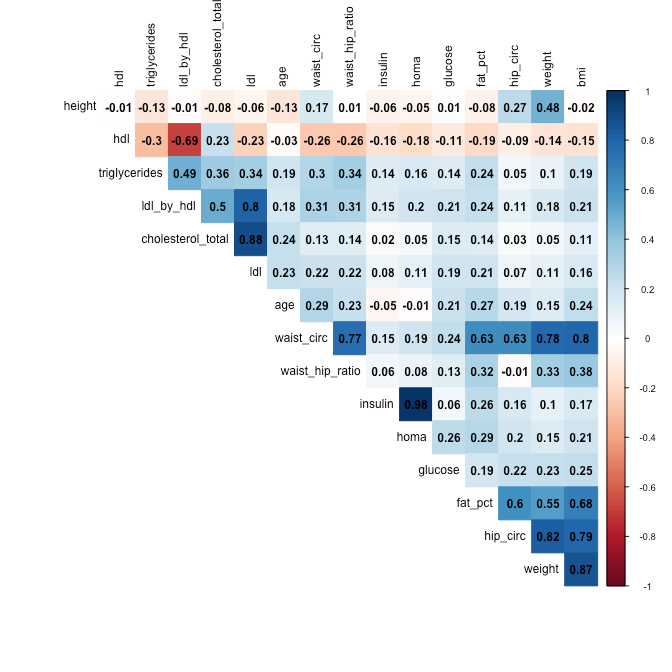 hdl triglycerides ldl_by_hdl cholesterol_total ldl age waist_circ waist_hip_ratio insulin homa glucose fat_pct hip_circ weight bmi
height -0.01 -0.13 -0.01 -0.08 -0.06 -0.13 0.17 0.01 -0.06 -0.05 0.01 -0.08 0.27 0.48 -0.02
hdl -0.3 -0.69 0.23 -0.23 -0.03 -0.26 -0.26 -0.16 -0.18 -0.11 -0.19 -0.09 -0.14 -0.15
triglycerides 0.49 0.36 0.34 0.19 0.3 0.34 0.14 0.16 0.14 0.24 0.05 0.1 0.19
ldl_by_hdl 0.5 0.8 0.18 0.31 0.31 0.15 0.2 0.21 0.24 0.11 0.18 0.21
cholesterol_total 0.88 0.24 0.13 0.14 0.02 0.05 0.15 0.14 0.03 0.05 0.11
ldl 0.23 0.22 0.22 0.08 0.11 0.19 0.21 0.07 0.11 0.16
age 0.29 0.23 -0.05 -0.01 0.21 0.27 0.19 0.15 0.24
waist_circ 0.77 0.15 0.19 0.24 0.63 0.63 0.78 0.8
waist_hip_ratio 0.06 0.08 0.13 0.32 -0.01 0.33 0.38
insulin 0.98 0.06 0.26 0.16 0.1 0.17
homa 0.26 0.29 0.2 0.15 0.21
glucose 0.19 0.22 0.23 0.25
fat_pct 0.6 0.55 0.68
hip_circ 0.82 0.79
weight 0.87
1
0.8
0.6
0.4
0.2
0
-0.2
-0.4
-0.6
-0.8
-1